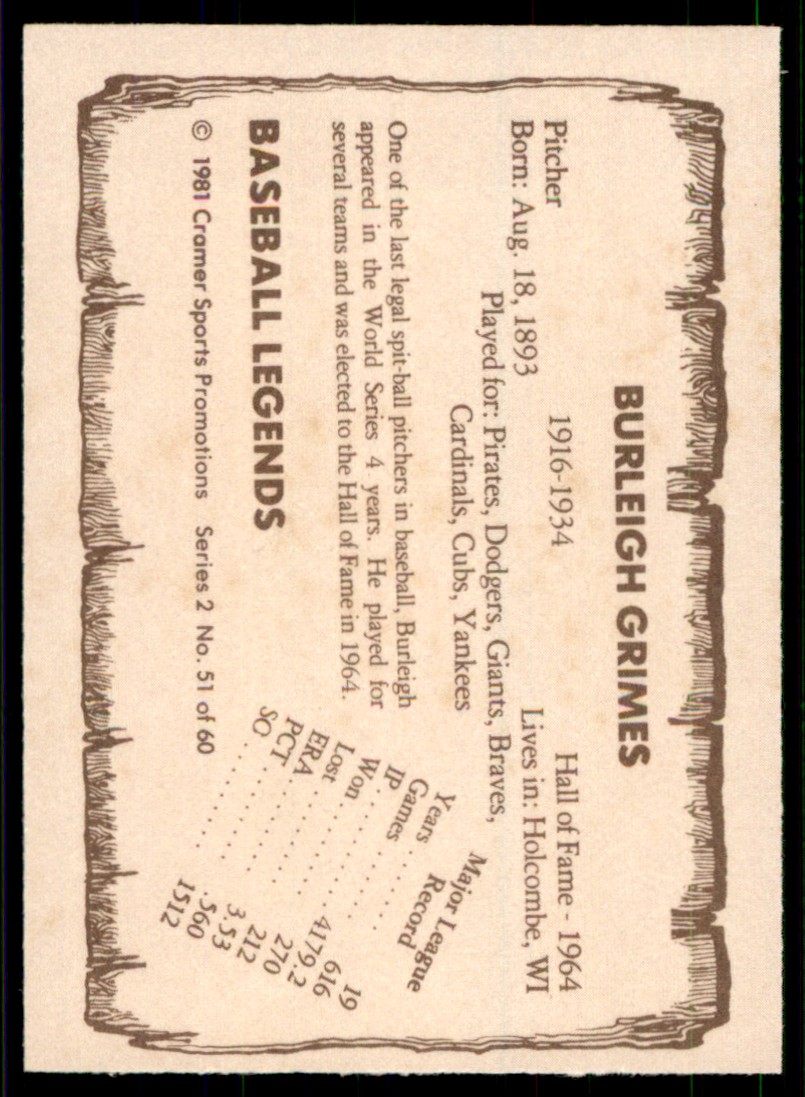 BURLEIGH GRIMES
Pitcher 1916-1934 Hall of Fame - 1964
Born: Aug. 18, 1893 Lives in: Holcombe, WI
Played for: Pirates, Dodgers, Giants, Braves,
Cardinals, Cubs, Yankees
One of the last legal spit-ball pitchers in baseball, Burleigh
appeared in the World Series 4 years. He played for
several teams and was elected to the Hall of Fame in 1964.
Major League
Record
Years . . . . . . 19
Games . . . . . . 616
IP . . . . . . 4179.2
Won . . . . . . 270
Lost . . . . . . 212
ERA . . . . . . 3.53
PCT . . . . . . .560
SO . . . . . . 1512
BASEBALL LEGENDS
© 1981 Cramer Sports Promotions Series 2 No. 51 of 60